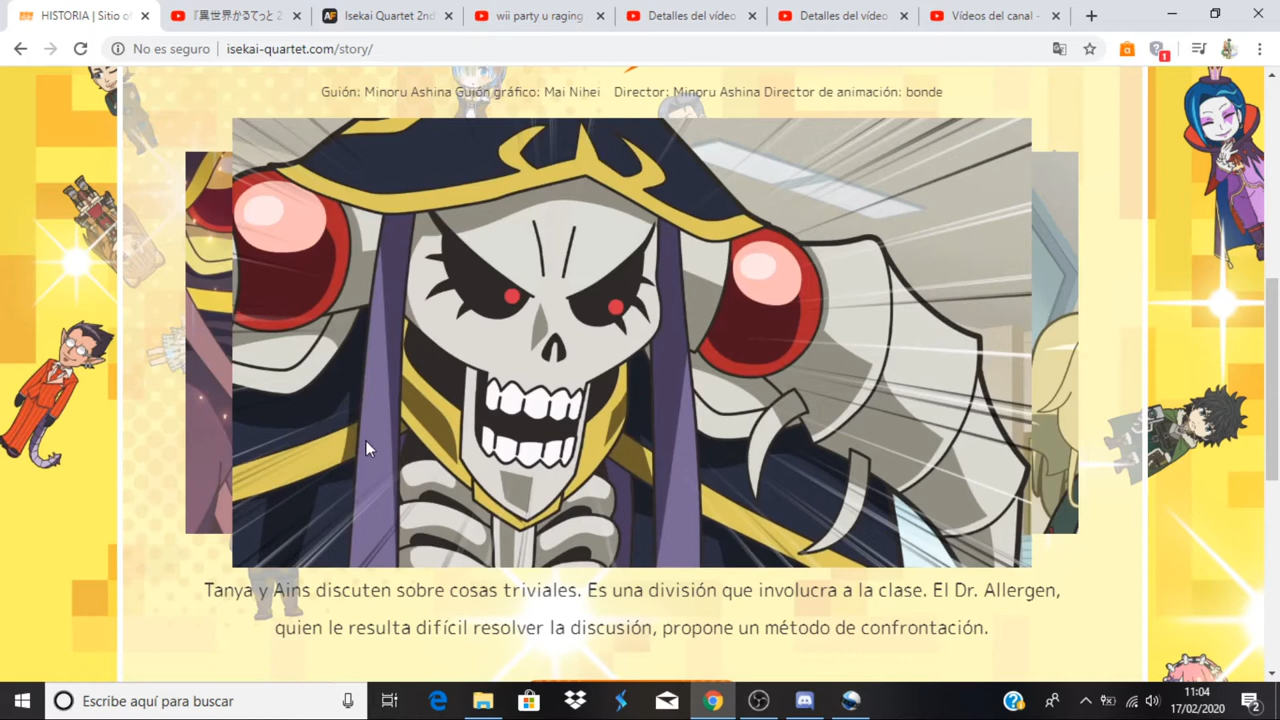 HISTORIA | Sitio of
『異世界かるてっと 2
Isekai Quartet 2nd
wii party u raging
Detalles del vídeo
Detalles del vídeo
Vídeos del canal -
No es seguro | isekai-quartet.com/story/
1
Guión: Minoru Ashina Guión gráfico: Mai Nihei Director: Minoru Ashina Director de animación: bonde
Tanya y Ains discuten sobre cosas triviales. Es una división que involucra a la clase. El Dr. Allergen,
quien le resulta difícil resolver la discusión, propone un método de confrontación.
Escribe aquí para buscar
11:04
17/02/2020
2